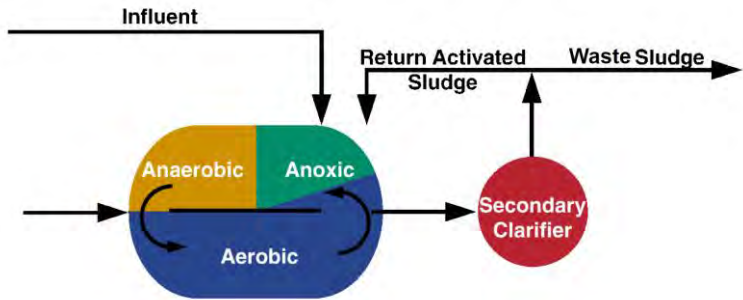 Influent
Return Activated
Sludge
Waste Sludge
Anaerobic
Anoxic
Secondary
Clarifier
Aerobic